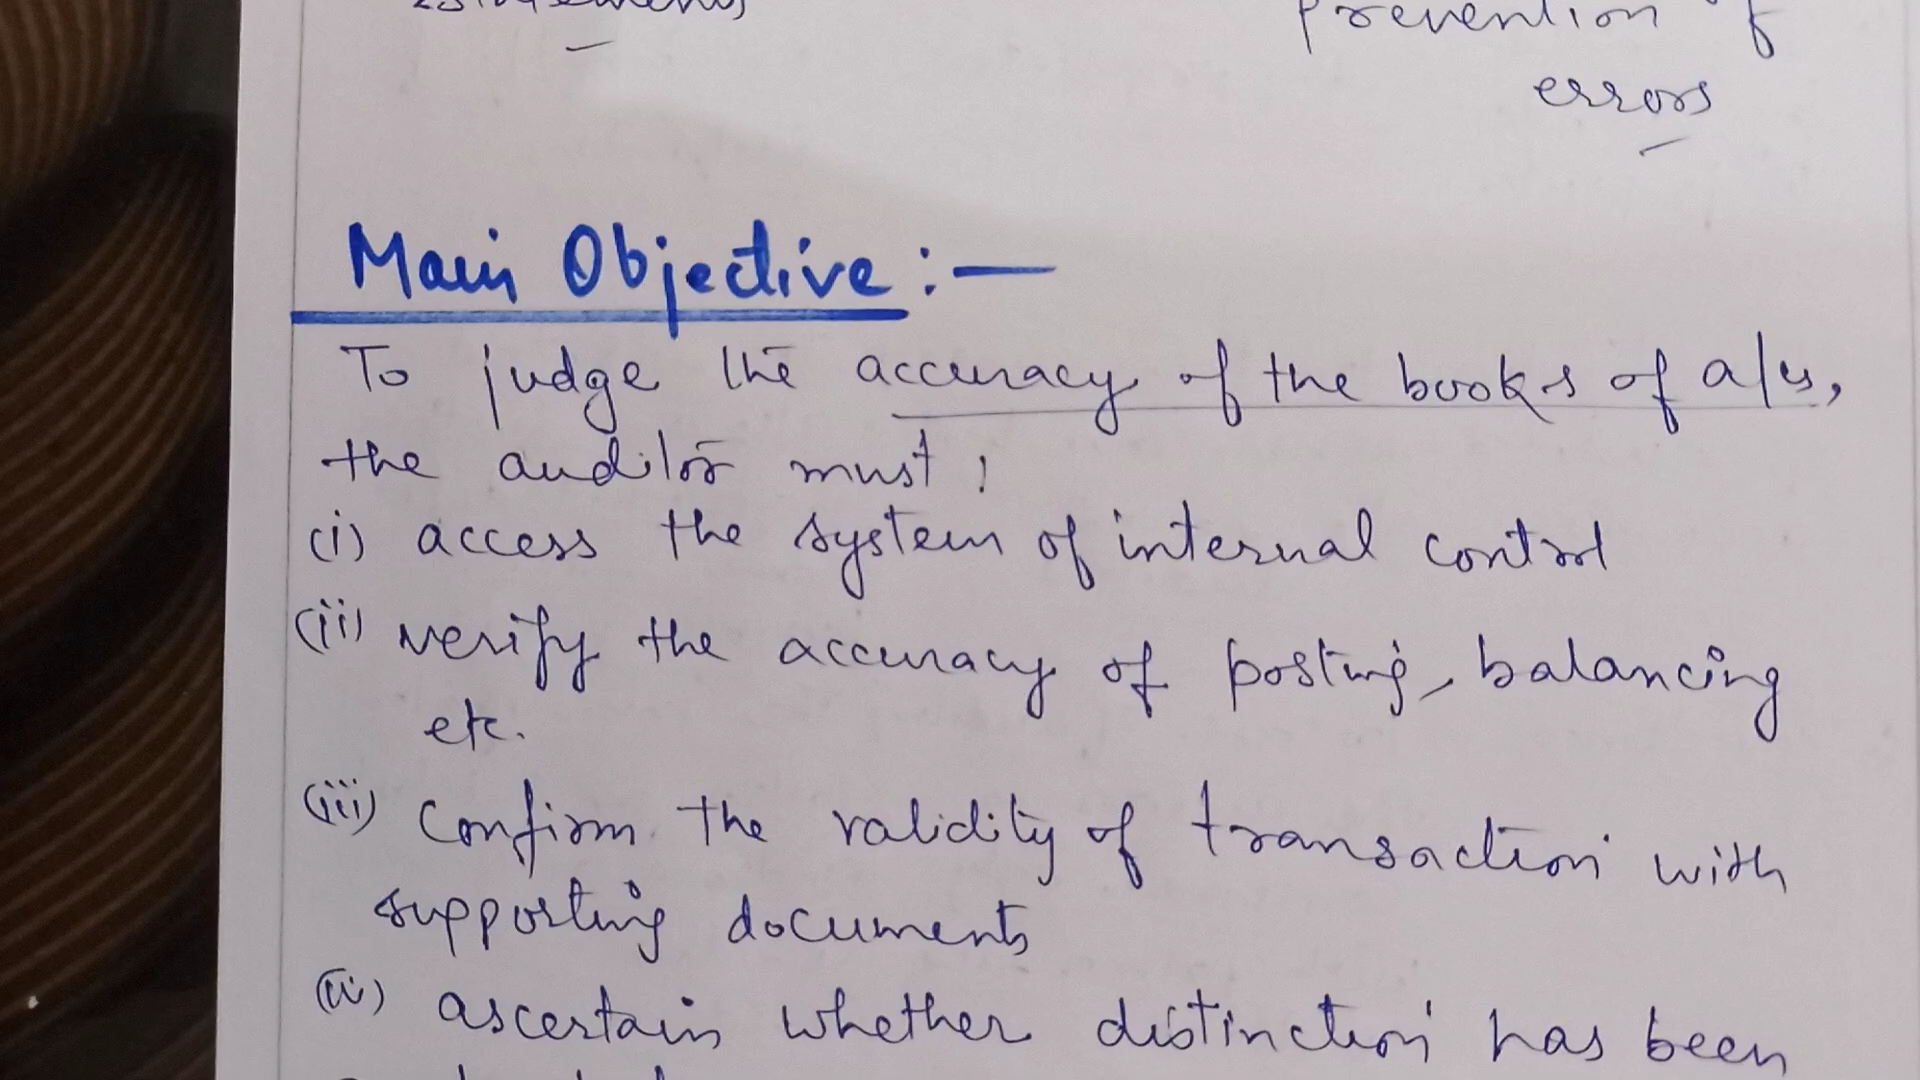 Prevention of
errors
Main Objective :-
To judge the accuracy of the books of a/cs,
the auditor must :
(i) access the system of internal control
(ii) verify the accuracy of posting, balancing
etc.
(iii) Confirm the validity of transaction with
supporting documents
(iv) ascertain whether distinction has been